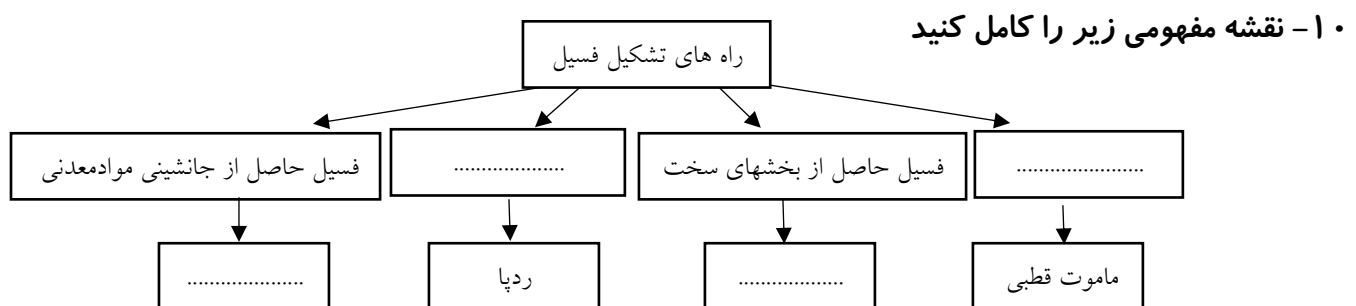 ۱۰- نقشه مفهومی زیر را کامل کنید
راه های تشکیل فسیل
......................
فسیل حاصل از بخشهای سخت
...................
فسیل حاصل از جانشینی موادمعدنی
ماموت قطبی
..................
ردپا
....................